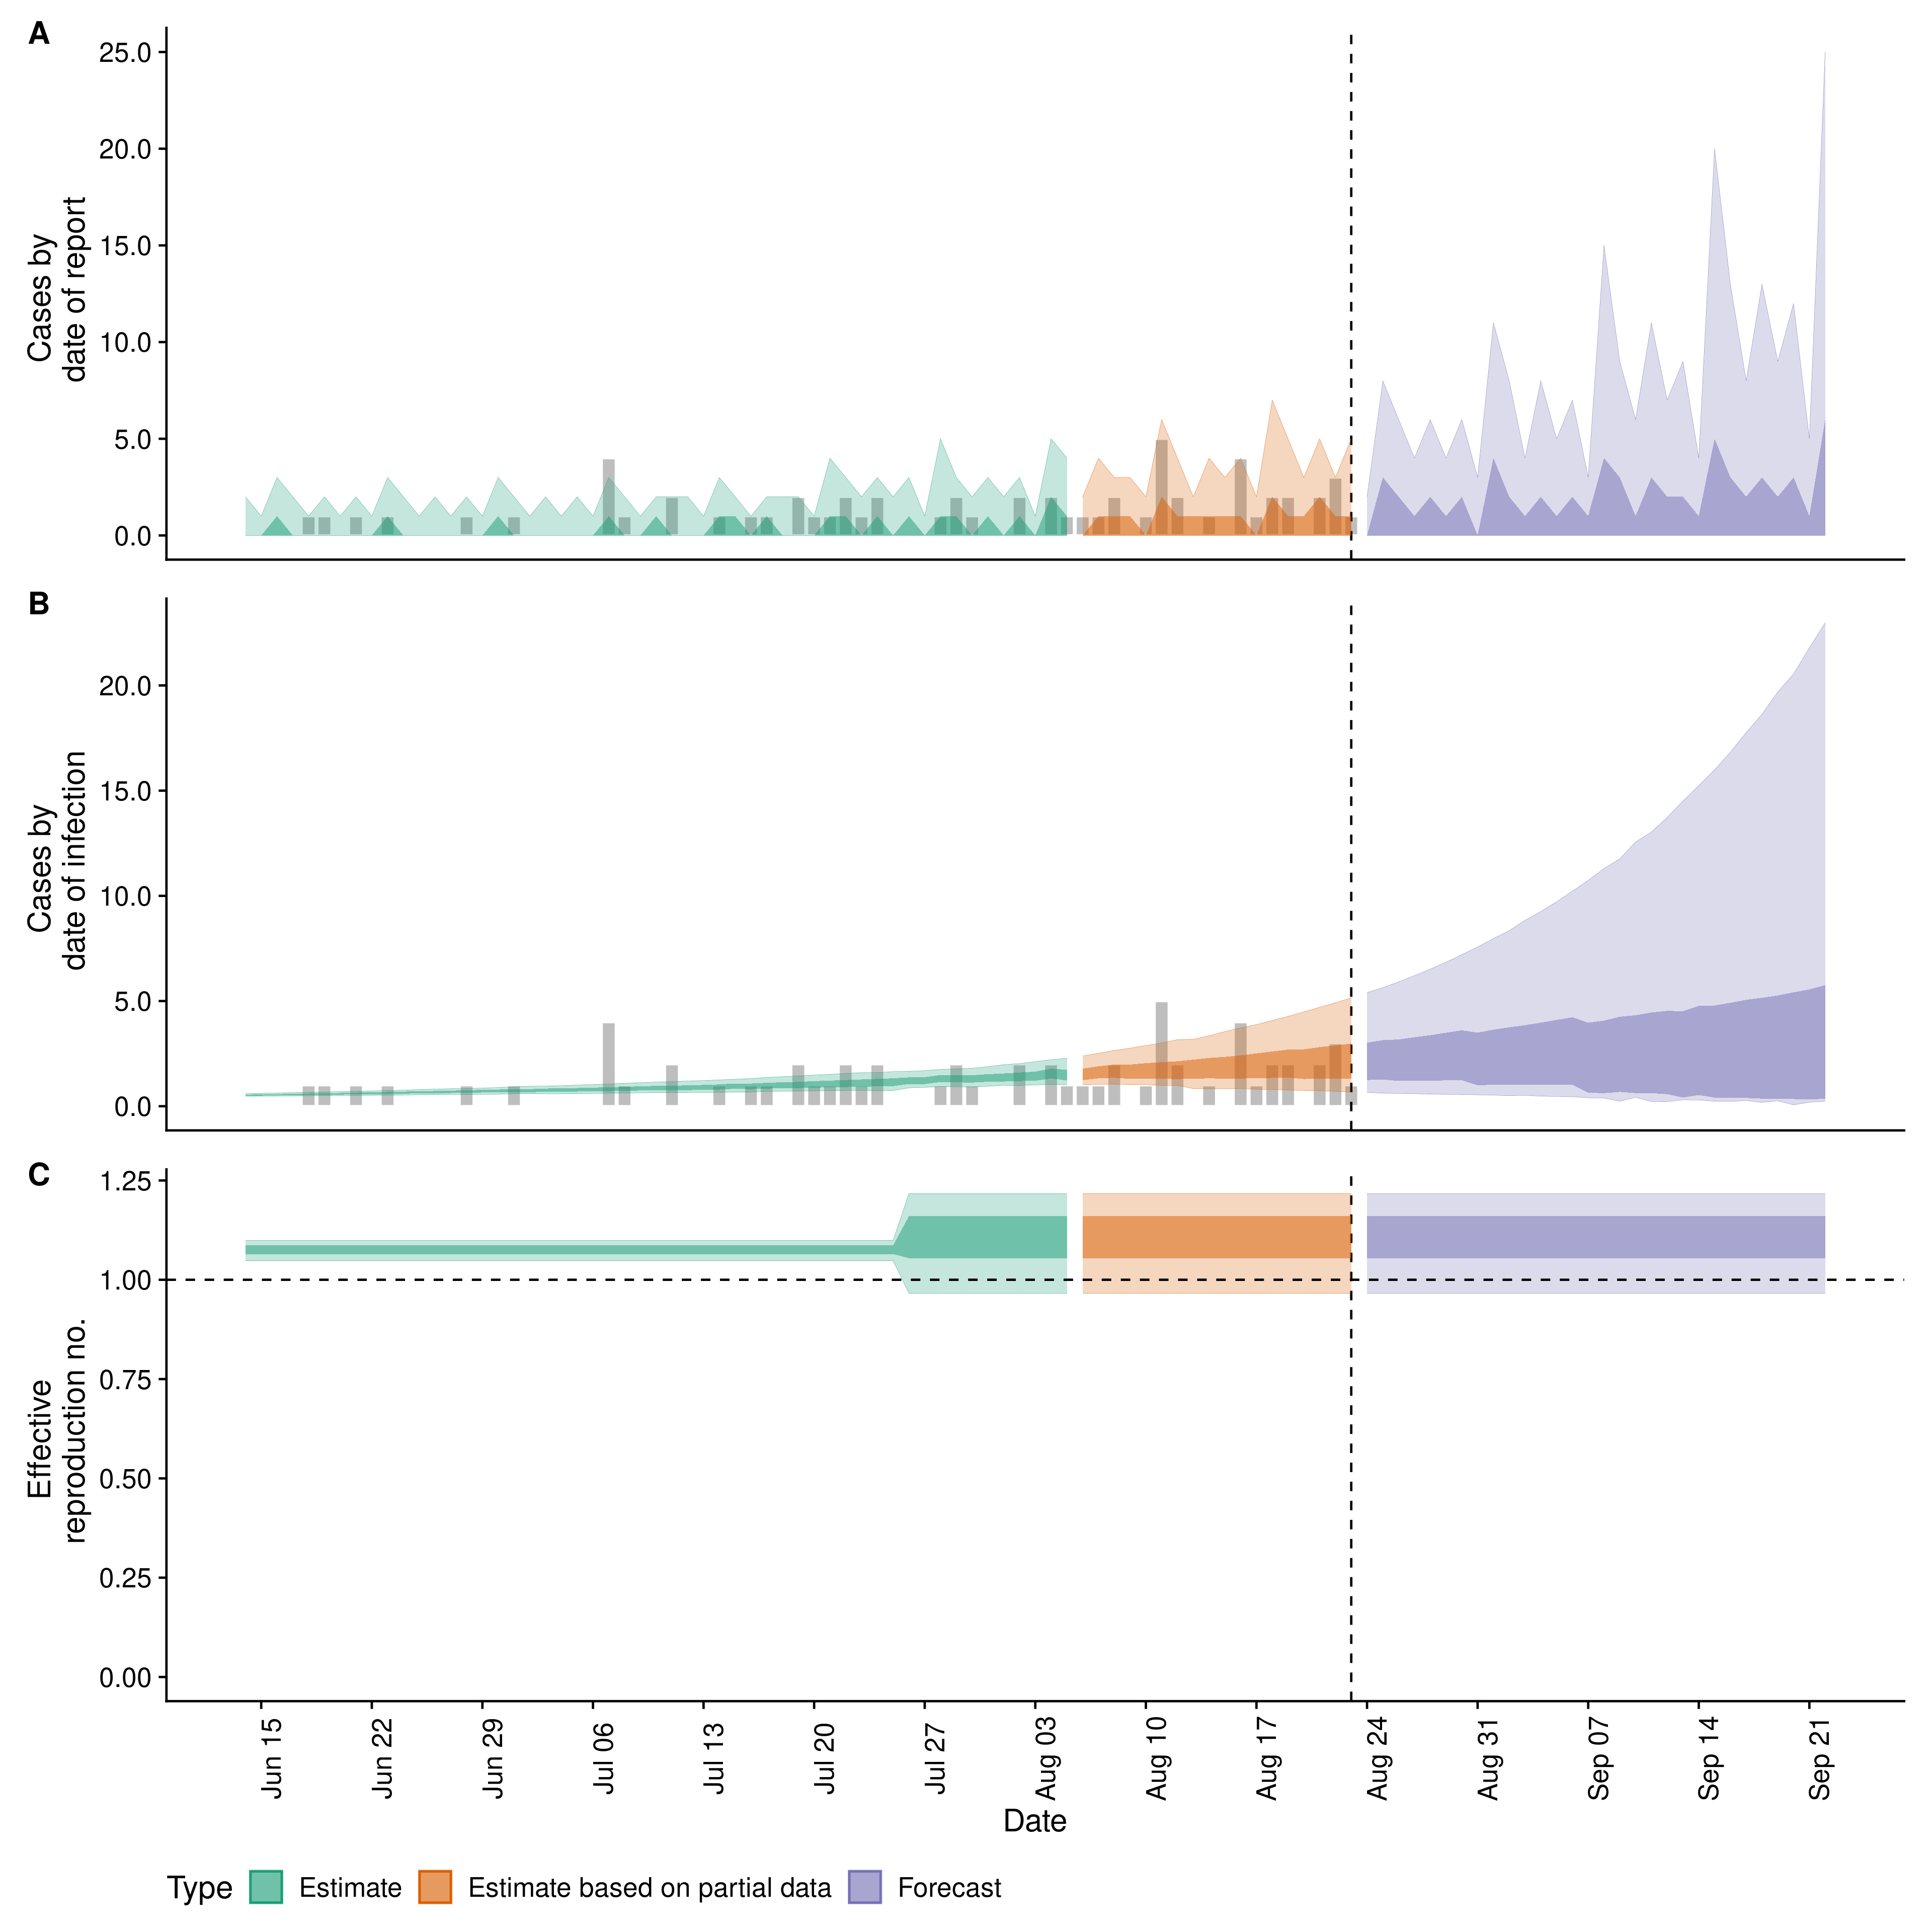 A
25.0
20.0
15.0
10.0
5.0
0.0
Cases by
date of report
B
20.0
15.0
10.0
5.0
0.0
Cases by
date of infection
C
1.25
1.00
0.75
0.50
0.25
0.00
Effective
reproduction no.
Jun 15
Jun 22
Jun 29
Jul 06
Jul 13
Jul 20
Jul 27
Aug 03
Aug 10
Aug 17
Aug 24
Aug 31
Sep 07
Sep 14
Sep 21
Date
Type Estimate Estimate based on partial data Forecast